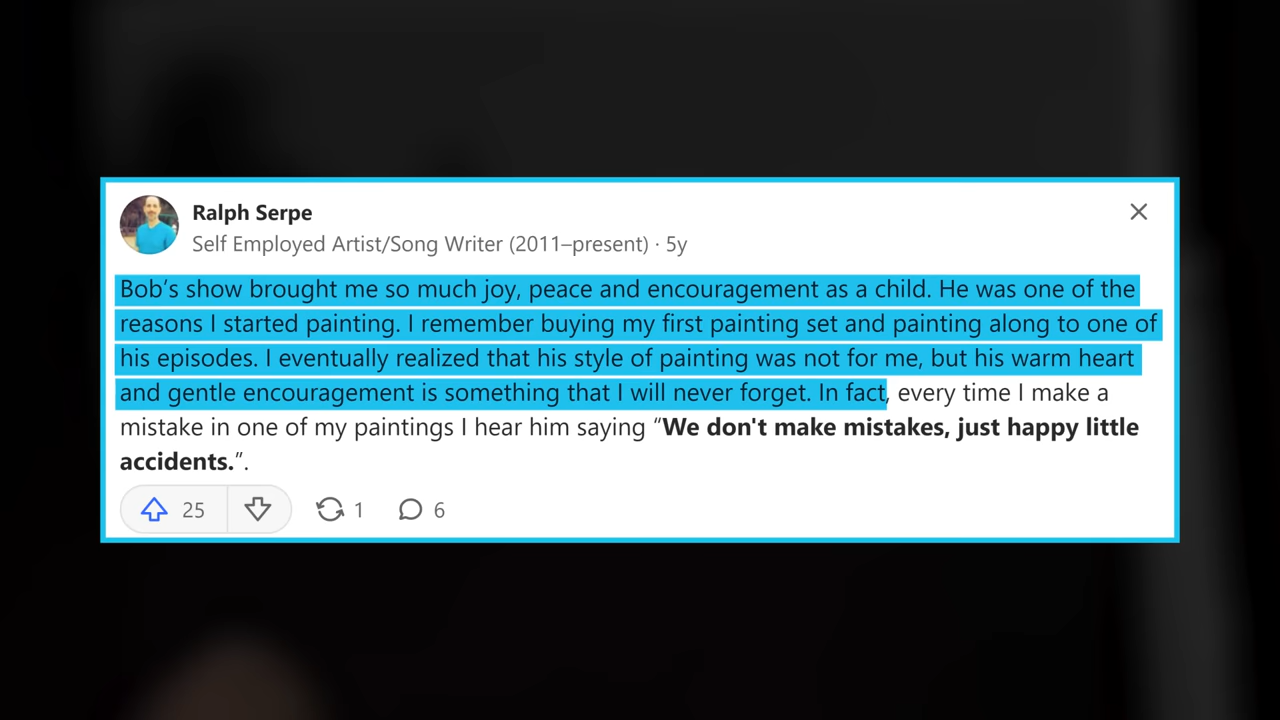 Ralph Serpe
Self Employed Artist/Song Writer (2011–present) · 5y
Bob’s show brought me so much joy, peace and encouragement as a child. He was one of the
reasons I started painting. I remember buying my first painting set and painting along to one of
his episodes. I eventually realized that his style of painting was not for me, but his warm heart
and gentle encouragement is something that I will never forget. In fact, every time I make a
mistake in one of my paintings I hear him saying “We don't make mistakes, just happy little
accidents.”.
25 1 6